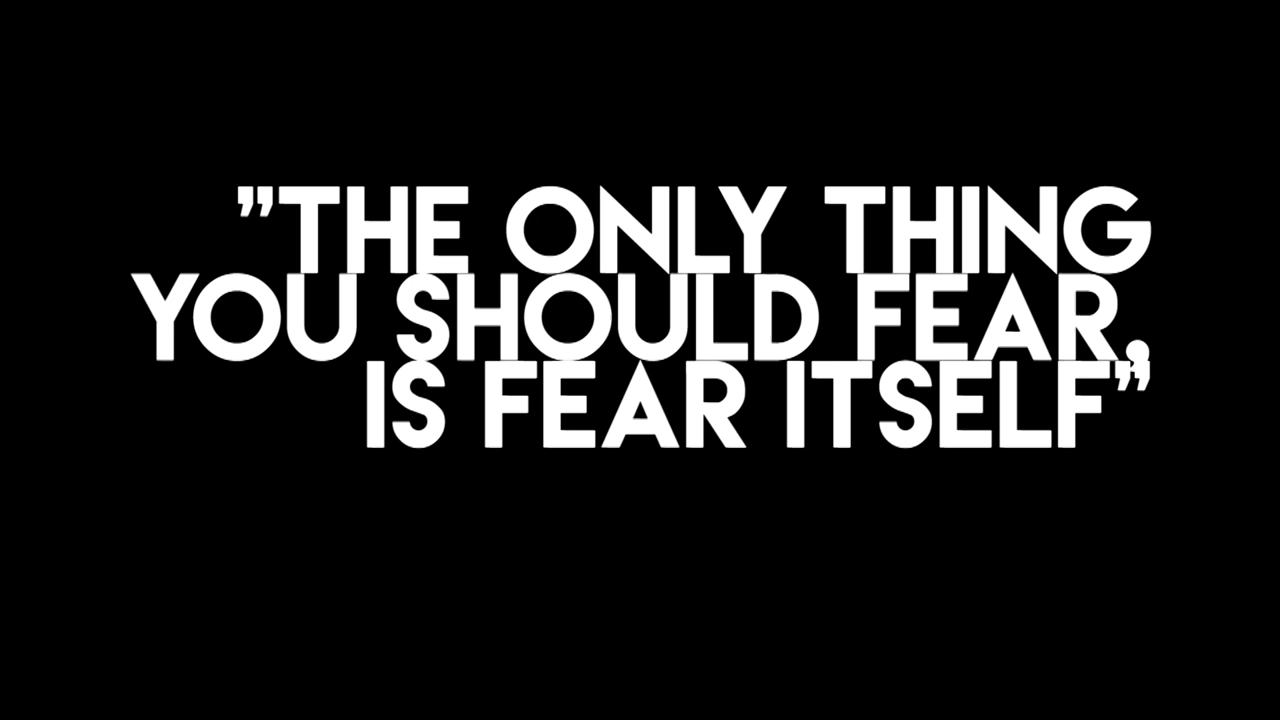 ”THE ONLY THING
YOU SHOULD FEAR,
IS FEAR ITSELF”